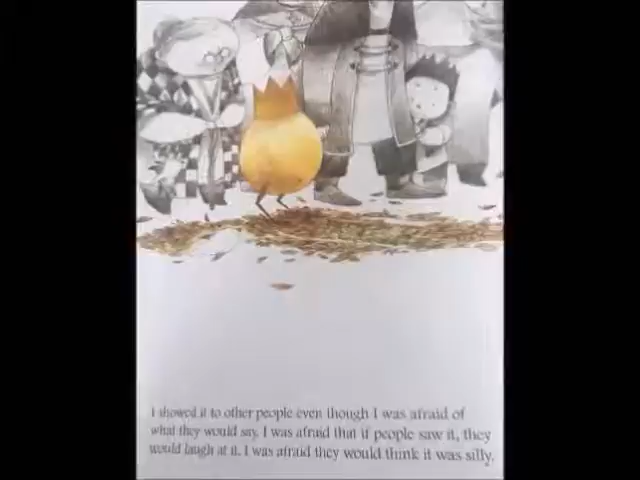 I showed it to other people even though I was afraid of
what they would say. I was afraid that if people saw it, they
would laugh at it. I was afraid they would think it was silly.